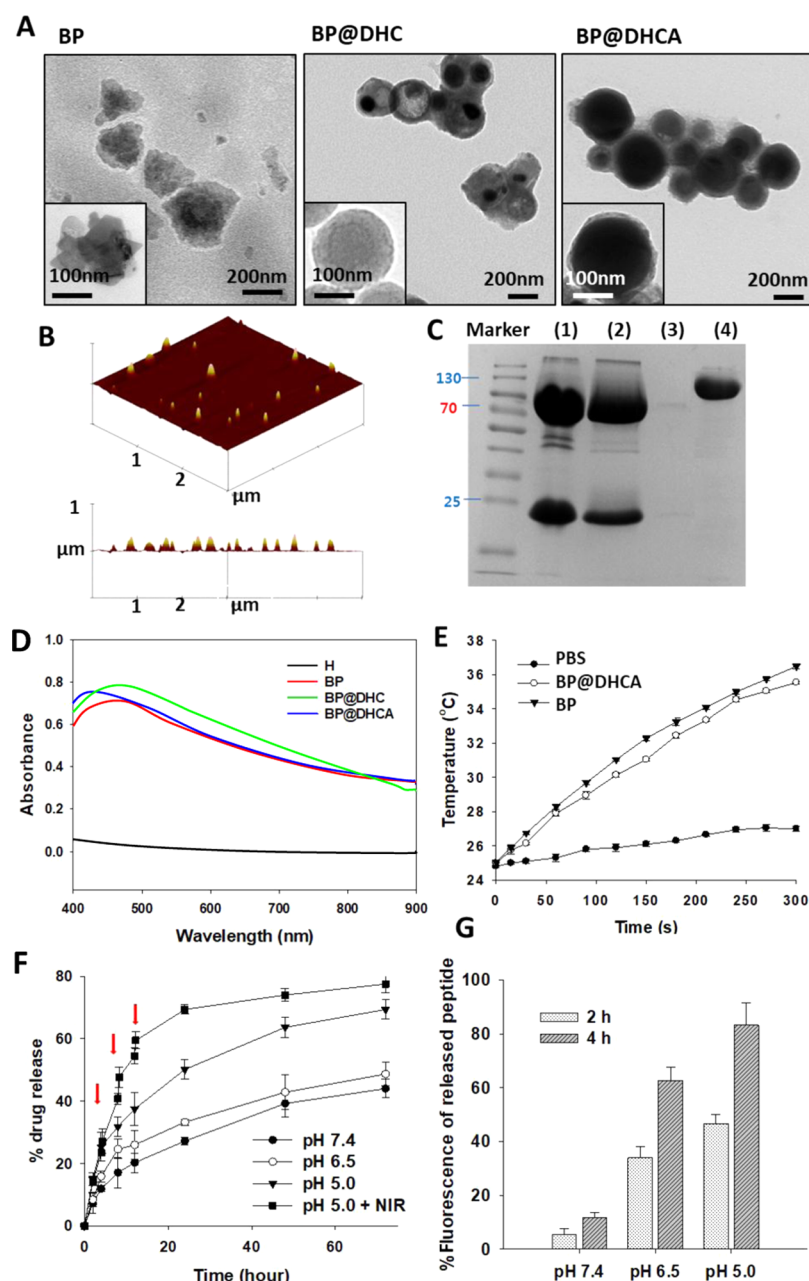 A
BP
BP@DHC
BP@DHCA
100nm
200nm
100nm
200nm
100nm
200nm
B
1
2
μm
1
μm
1
2
μm
C
Marker
(1)
(2)
(3)
(4)
130
70
25
D
1.0
0.8
0.6
0.4
0.2
0.0
Absorbance
H
BP
BP@DHC
BP@DHCA
400
500
600
700
800
900
Wavelength (nm)
E
38
36
34
32
30
28
26
24
Temperature (°C)
PBS
BP@DHCA
BP
0
50
100
150
200
250
300
Time (s)
F
80
60
40
20
0
% drug release
pH 7.4
pH 6.5
pH 5.0
pH 5.0 + NIR
0
20
40
60
Time (hour)
G
100
80
60
40
20
0
%Fluorescence of released peptide
2 h
4 h
pH 7.4
pH 6.5
pH 5.0